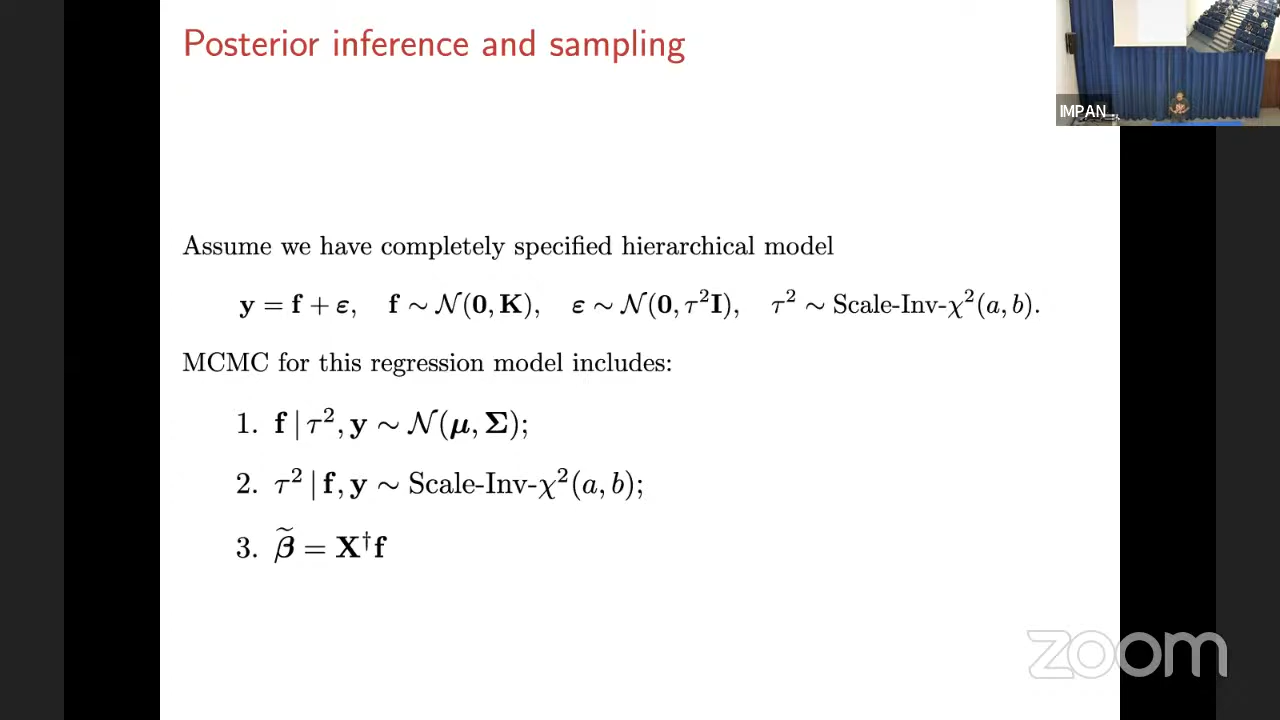 Posterior inference and sampling
IMPAN
Assume we have completely specified hierarchical model
y = f + ε, f ∼ 𝒩(0, K), ε ∼ 𝒩(0, τ²I), τ² ∼ Scale-Inv-χ²(a, b).
MCMC for this regression model includes:
1. f | τ², y ∼ 𝒩(μ, Σ);
2. τ² | f, y ∼ Scale-Inv-χ²(a, b);
3. β̃ = X†f
zoom